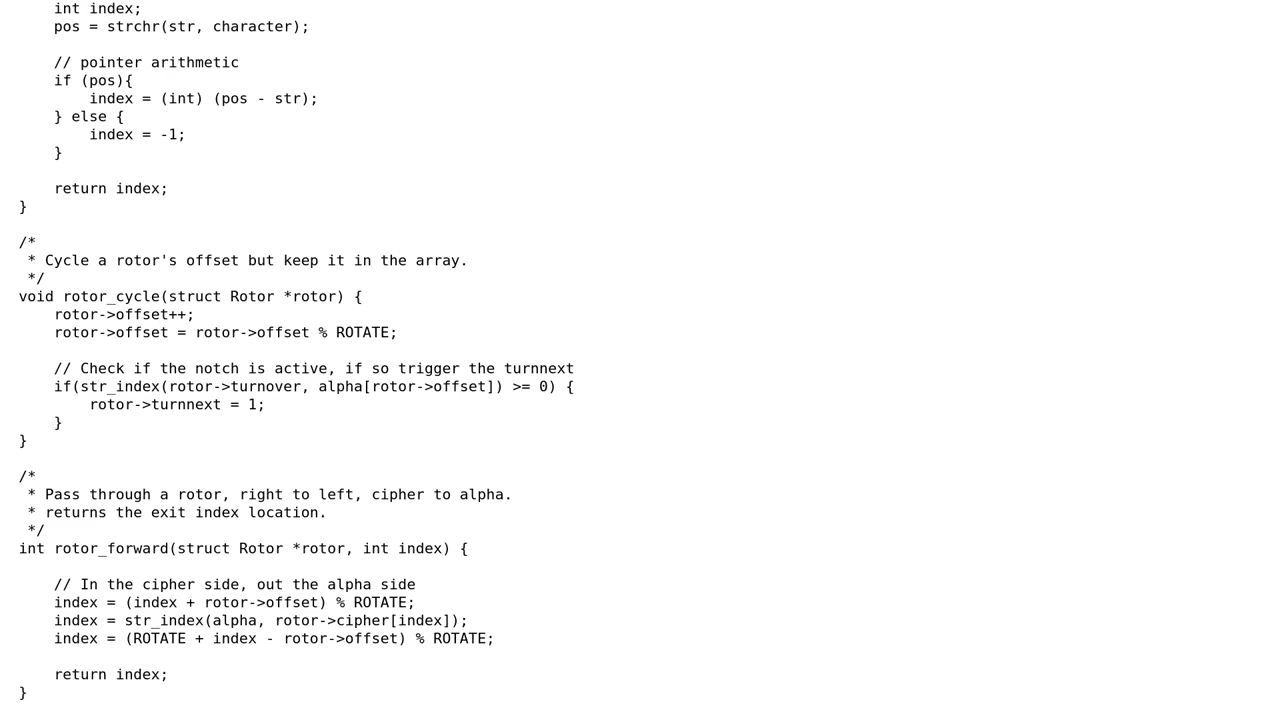 int index;
    pos = strchr(str, character);

    // pointer arithmetic
    if (pos){
        index = (int) (pos - str);
    } else {
        index = -1;
    }

    return index;
}

/*
 * Cycle a rotor's offset but keep it in the array.
 */
void rotor_cycle(struct Rotor *rotor) {
    rotor->offset++;
    rotor->offset = rotor->offset % ROTATE;

    // Check if the notch is active, if so trigger the turnnext
    if(str_index(rotor->turnover, alpha[rotor->offset]) >= 0) {
        rotor->turnnext = 1;
    }
}

/*
 * Pass through a rotor, right to left, cipher to alpha.
 * returns the exit index location.
 */
int rotor_forward(struct Rotor *rotor, int index) {

    // In the cipher side, out the alpha side
    index = (index + rotor->offset) % ROTATE;
    index = str_index(alpha, rotor->cipher[index]);
    index = (ROTATE + index - rotor->offset) % ROTATE;

    return index;
}